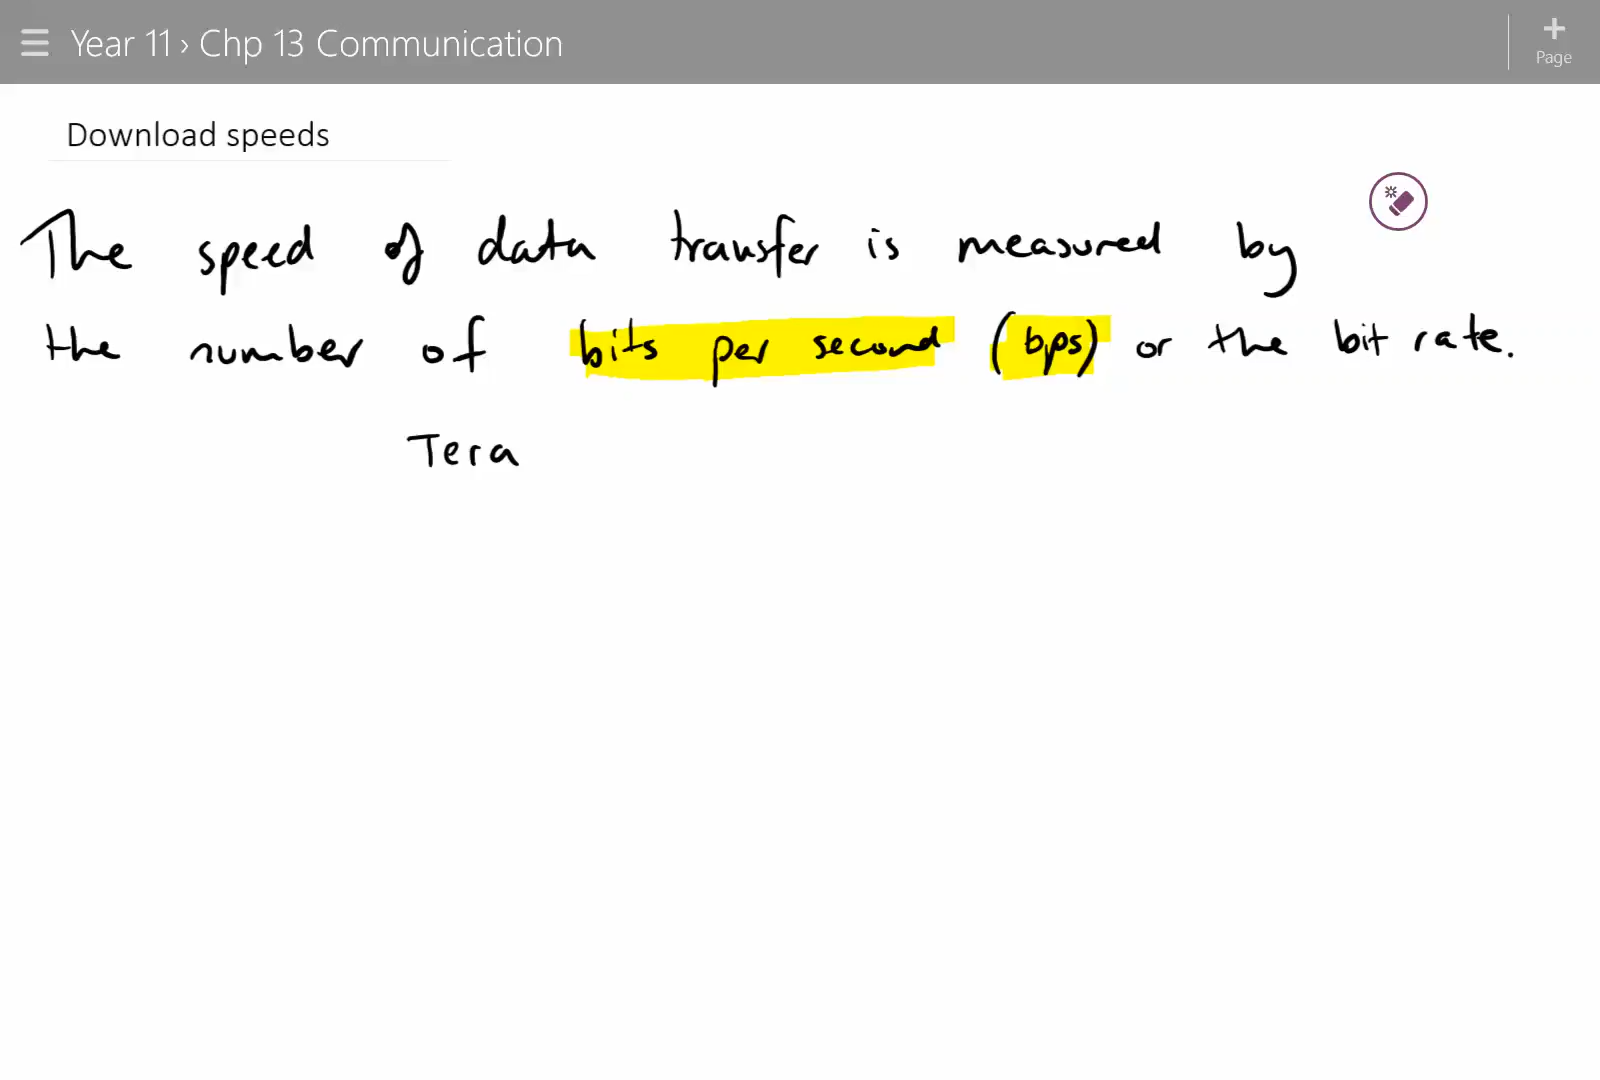 Year 11 › Chp 13 Communication
+
Page
Download speeds
The speed of data transfer is measured by
the number of bits per second (bps) or the bit rate.
Tera